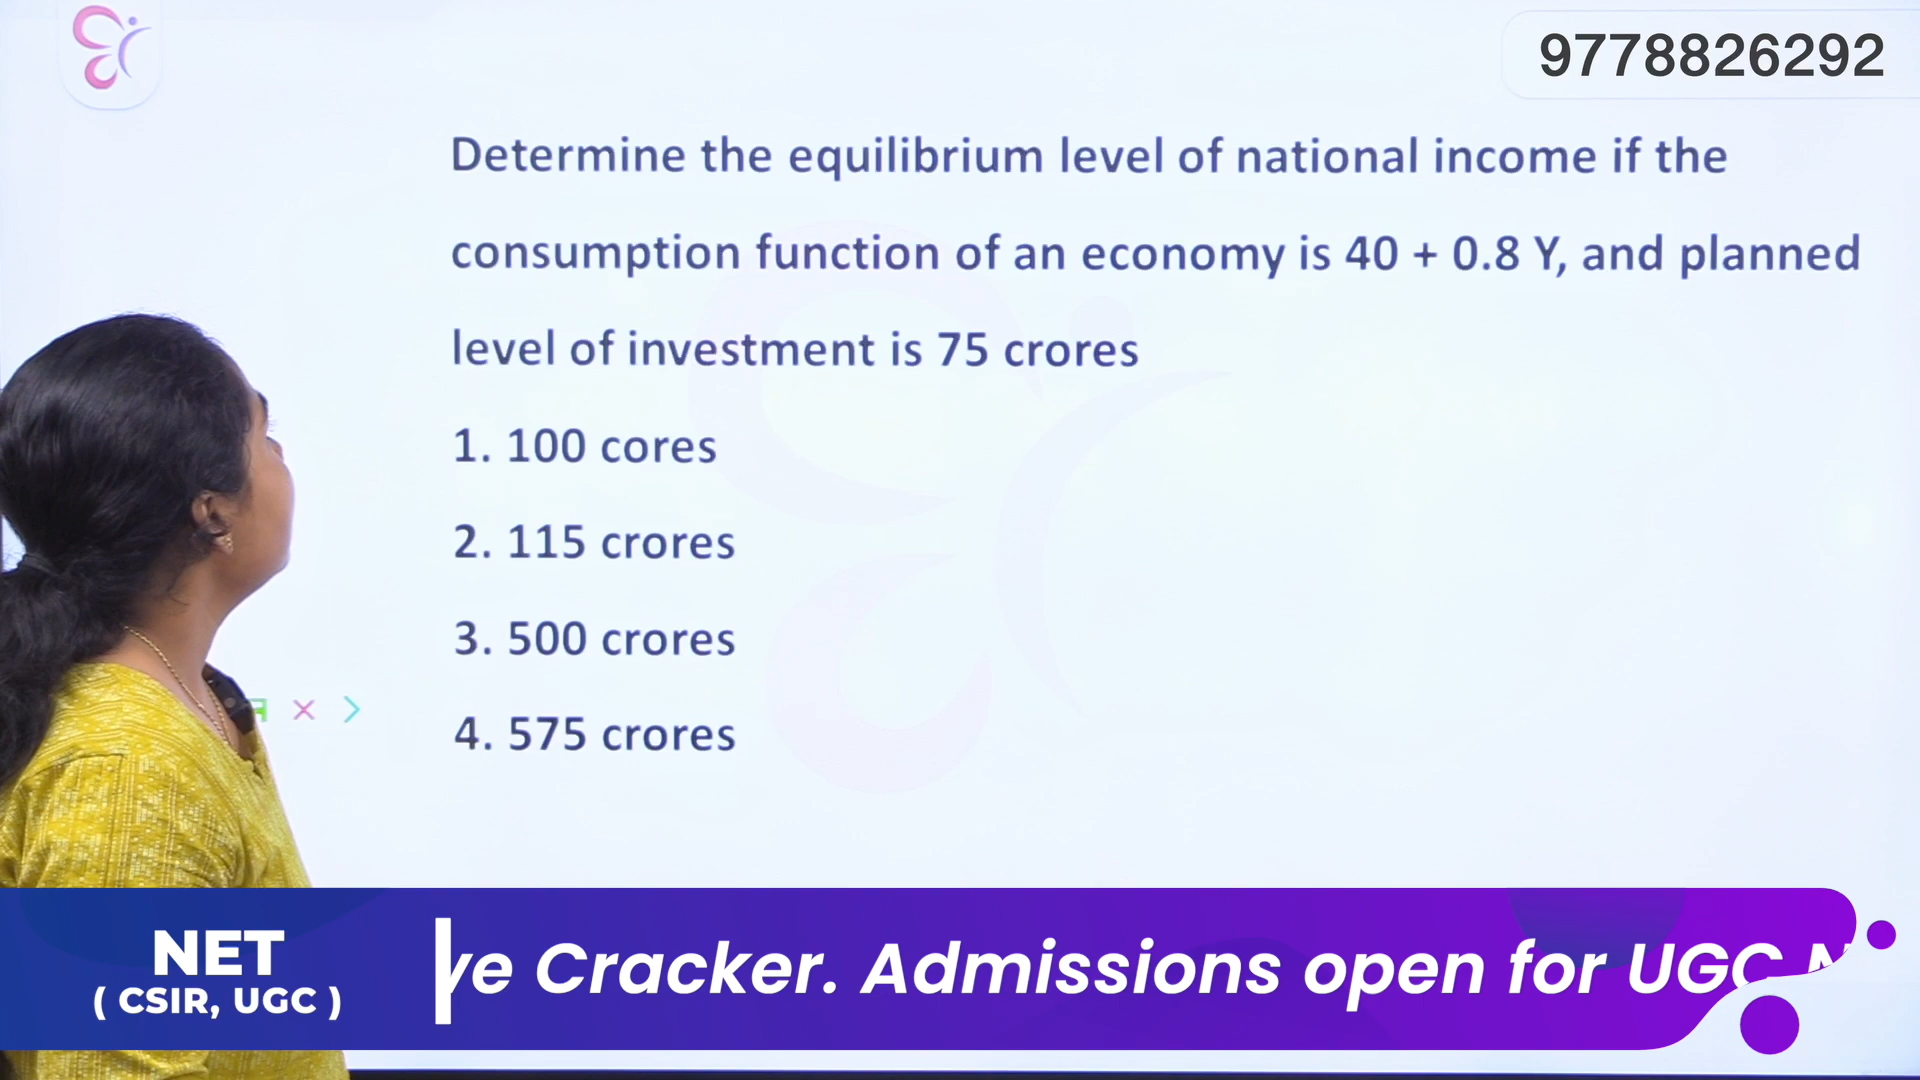 9778826292
Determine the equilibrium level of national income if the
consumption function of an economy is 40 + 0.8 Y, and planned
level of investment is 75 crores
1. 100 cores
2. 115 crores
3. 500 crores
4. 575 crores
NET
( CSIR, UGC )
ye Cracker. Admissions open for UGC